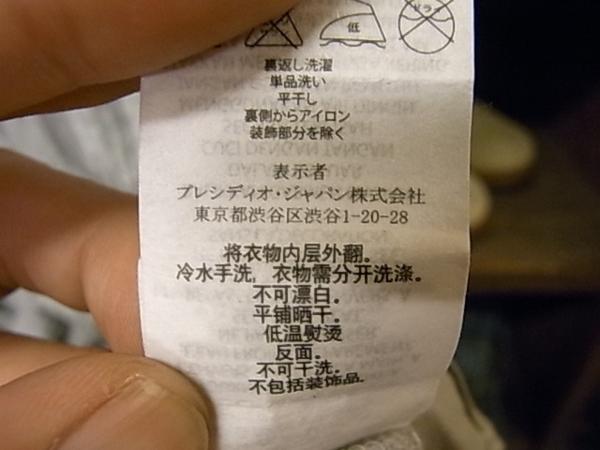 低
ドライ
裏返し洗濯
単品洗い
平干し
裏側からアイロン
装飾部分を除く
表示者
プレシディオ・ジャパン株式会社
東京都渋谷区渋谷1-20-28
将衣物内层外翻。
冷水手洗，衣物需分开洗涤。
不可漂白。
平铺晒干。
低温熨烫
反面。
不可干洗。
不包括装饰品。